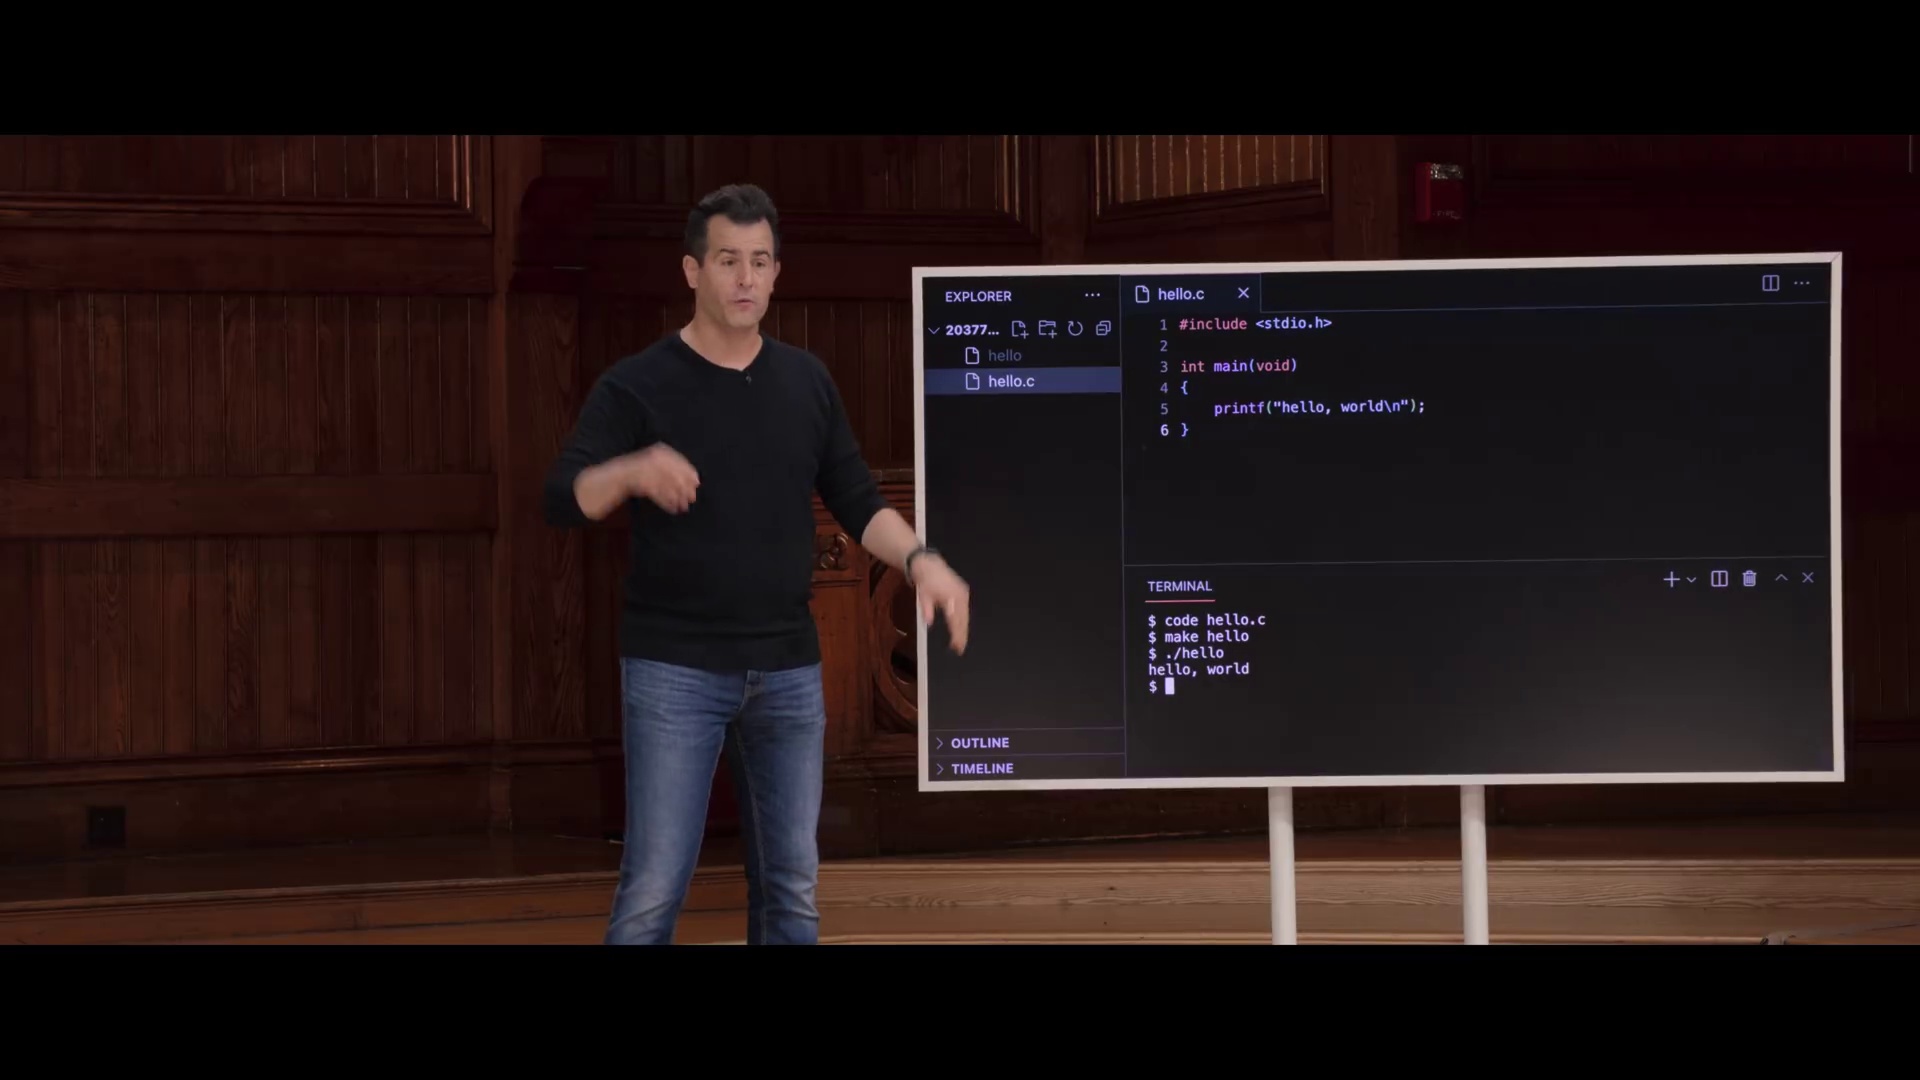 EXPLORER
20377...
hello
hello.c
OUTLINE
TIMELINE
hello.c
1 #include <stdio.h>
2
3 int main(void)
4 {
5     printf("hello, world\n");
6 }
TERMINAL
$ code hello.c
$ make hello
$ ./hello
hello, world
$